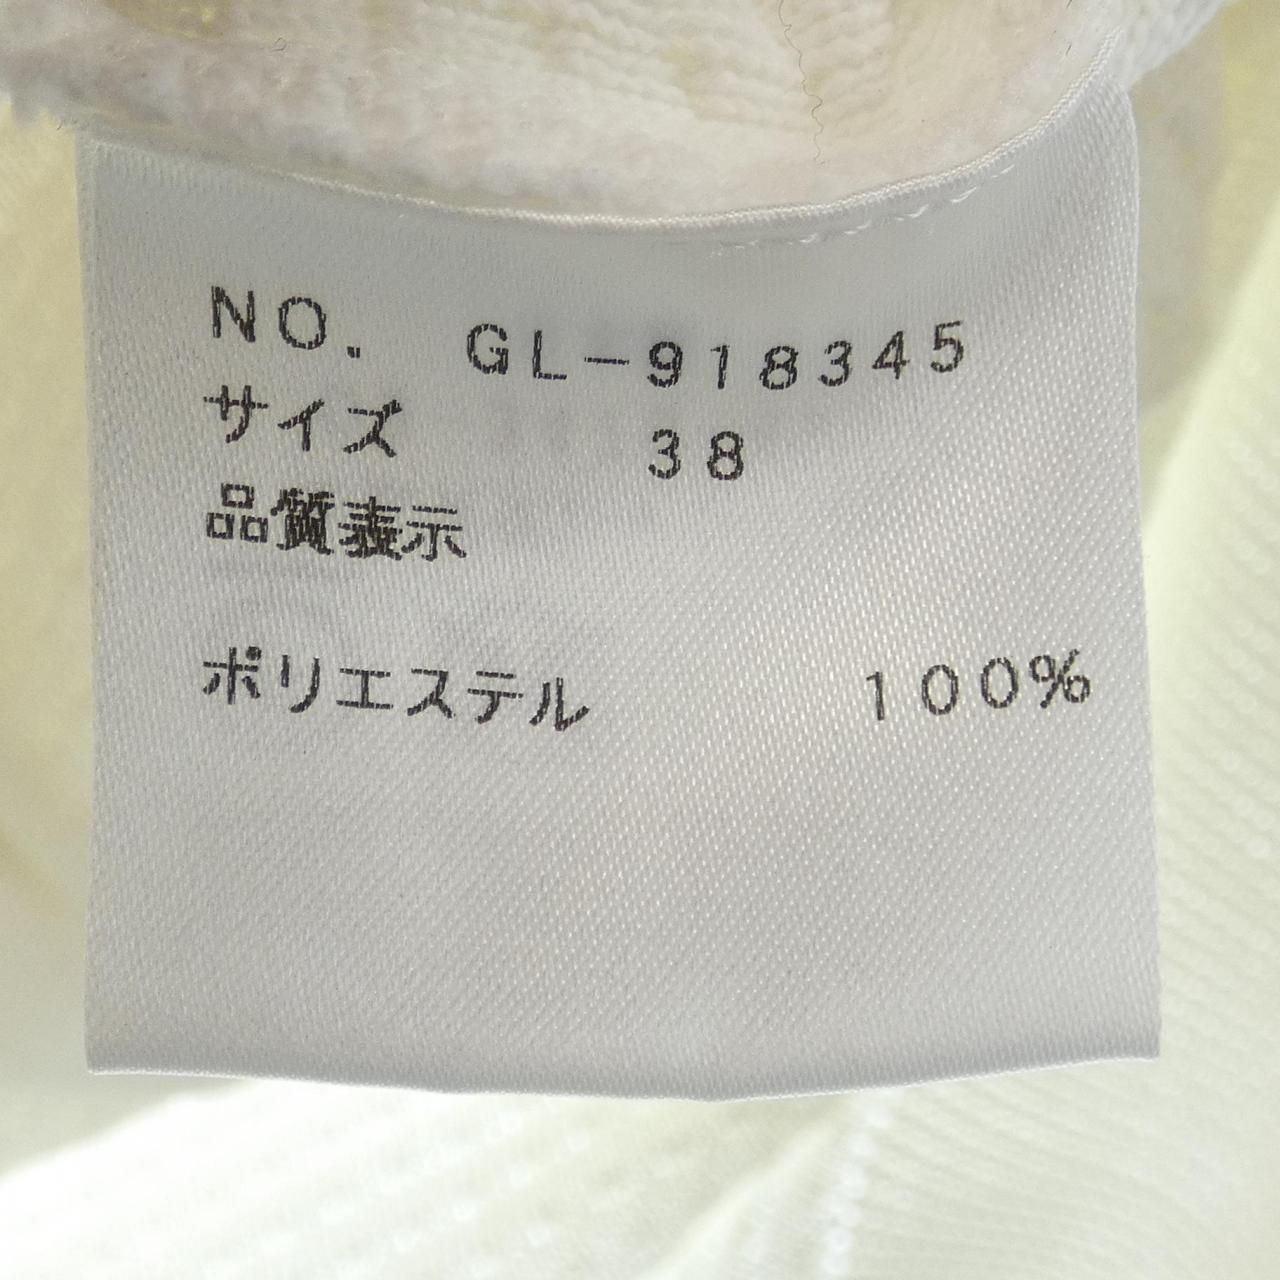 NO. GL-918345
サイズ 38
品質表示
ポリエステル 100%